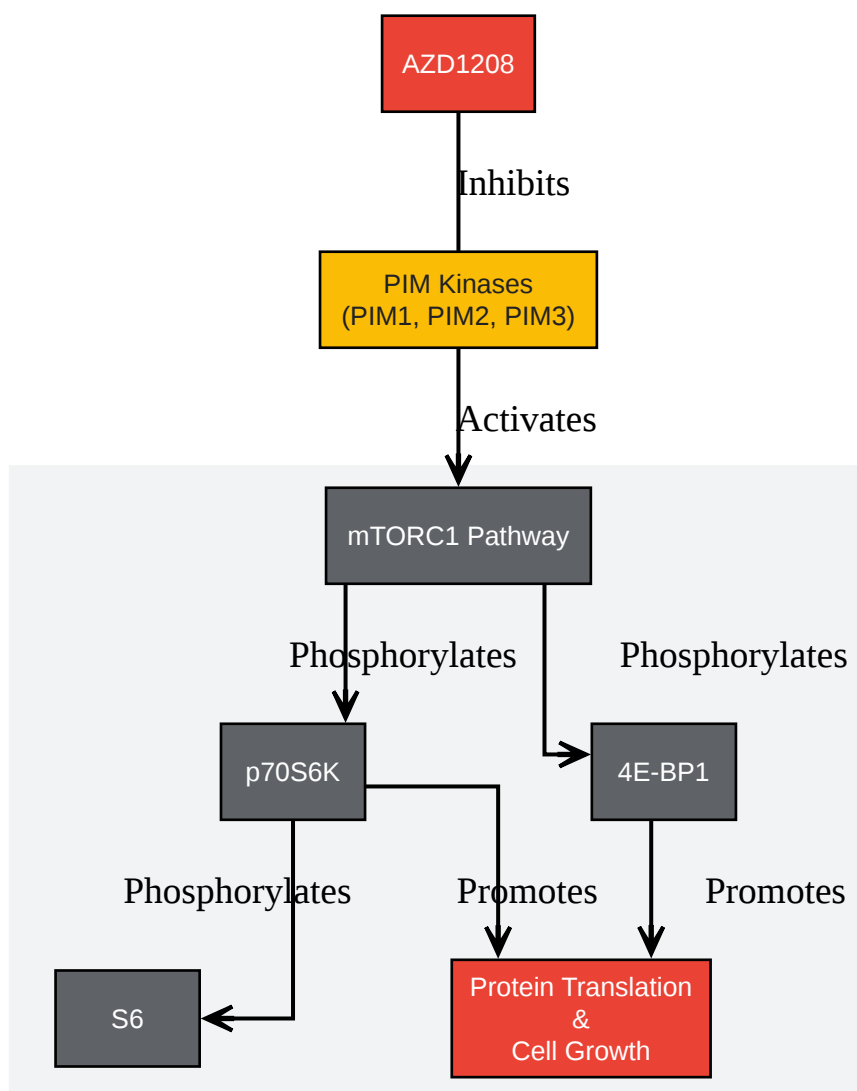 AZD1208
Inhibits
PIM Kinases
(PIM1, PIM2, PIM3)
Activates
mTORC1 Pathway
Phosphorylates
Phosphorylates
p70S6K
4E-BP1
Phosphorylates
Promotes
Promotes
S6
Protein Translation
&
Cell Growth